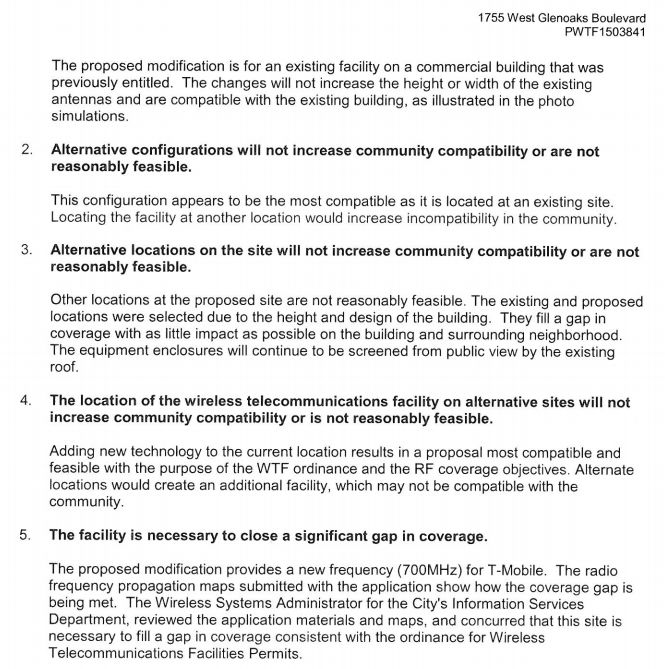 1755 West Glenoaks Boulevard
PWTF1503841
The proposed modification is for an existing facility on a commercial building that was
previously entitled. The changes will not increase the height or width of the existing
antennas and are compatible with the existing building, as illustrated in the photo
simulations.
2. Alternative configurations will not increase community compatibility or are not
reasonably feasible.
This configuration appears to be the most compatible as it is located at an existing site.
Locating the facility at another location would increase incompatibility in the community.
3. Alternative locations on the site will not increase community compatibility or are not
reasonably feasible.
Other locations at the proposed site are not reasonably feasible. The existing and proposed
locations were selected due to the height and design of the building. They fill a gap in
coverage with as little impact as possible on the building and surrounding neighborhood.
The equipment enclosures will continue to be screened from public view by the existing
roof.
4. The location of the wireless telecommunications facility on alternative sites will not
increase community compatibility or is not reasonably feasible.
Adding new technology to the current location results in a proposal most compatible and
feasible with the purpose of the WTF ordinance and the RF coverage objectives. Alternate
locations would create an additional facility, which may not be compatible with the
community.
5. The facility is necessary to close a significant gap in coverage.
The proposed modification provides a new frequency (700MHz) for T-Mobile. The radio
frequency propagation maps submitted with the application show how the coverage gap is
being met. The Wireless Systems Administrator for the City's Information Services
Department, reviewed the application materials and maps, and concurred that this site is
necessary to fill a gap in coverage consistent with the ordinance for Wireless
Telecommunications Facilities Permits.